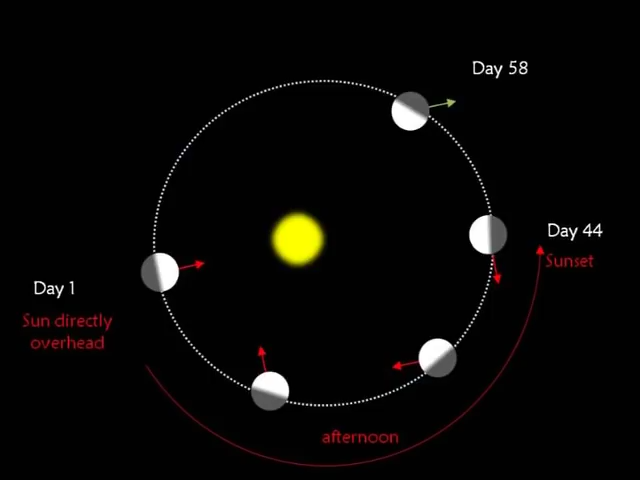 Day 58
Day 44
Sunset
Day 1
Sun directly
overhead
afternoon